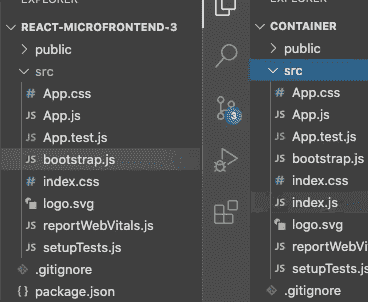 REACT-MICROFRONTEND-3
public
src
# App.css
JS App.js
JS App.test.js
JS bootstrap.js
# index.css
logo.svg
JS reportWebVitals.js
JS setupTests.js
.gitignore
{} package.json
3
CONTAINER
public
src
# App.css
JS App.js
JS App.test.js
JS bootstrap.js
# index.css
JS index.js
logo.svg
JS reportWebVi
JS setupTests.js
.gitignore